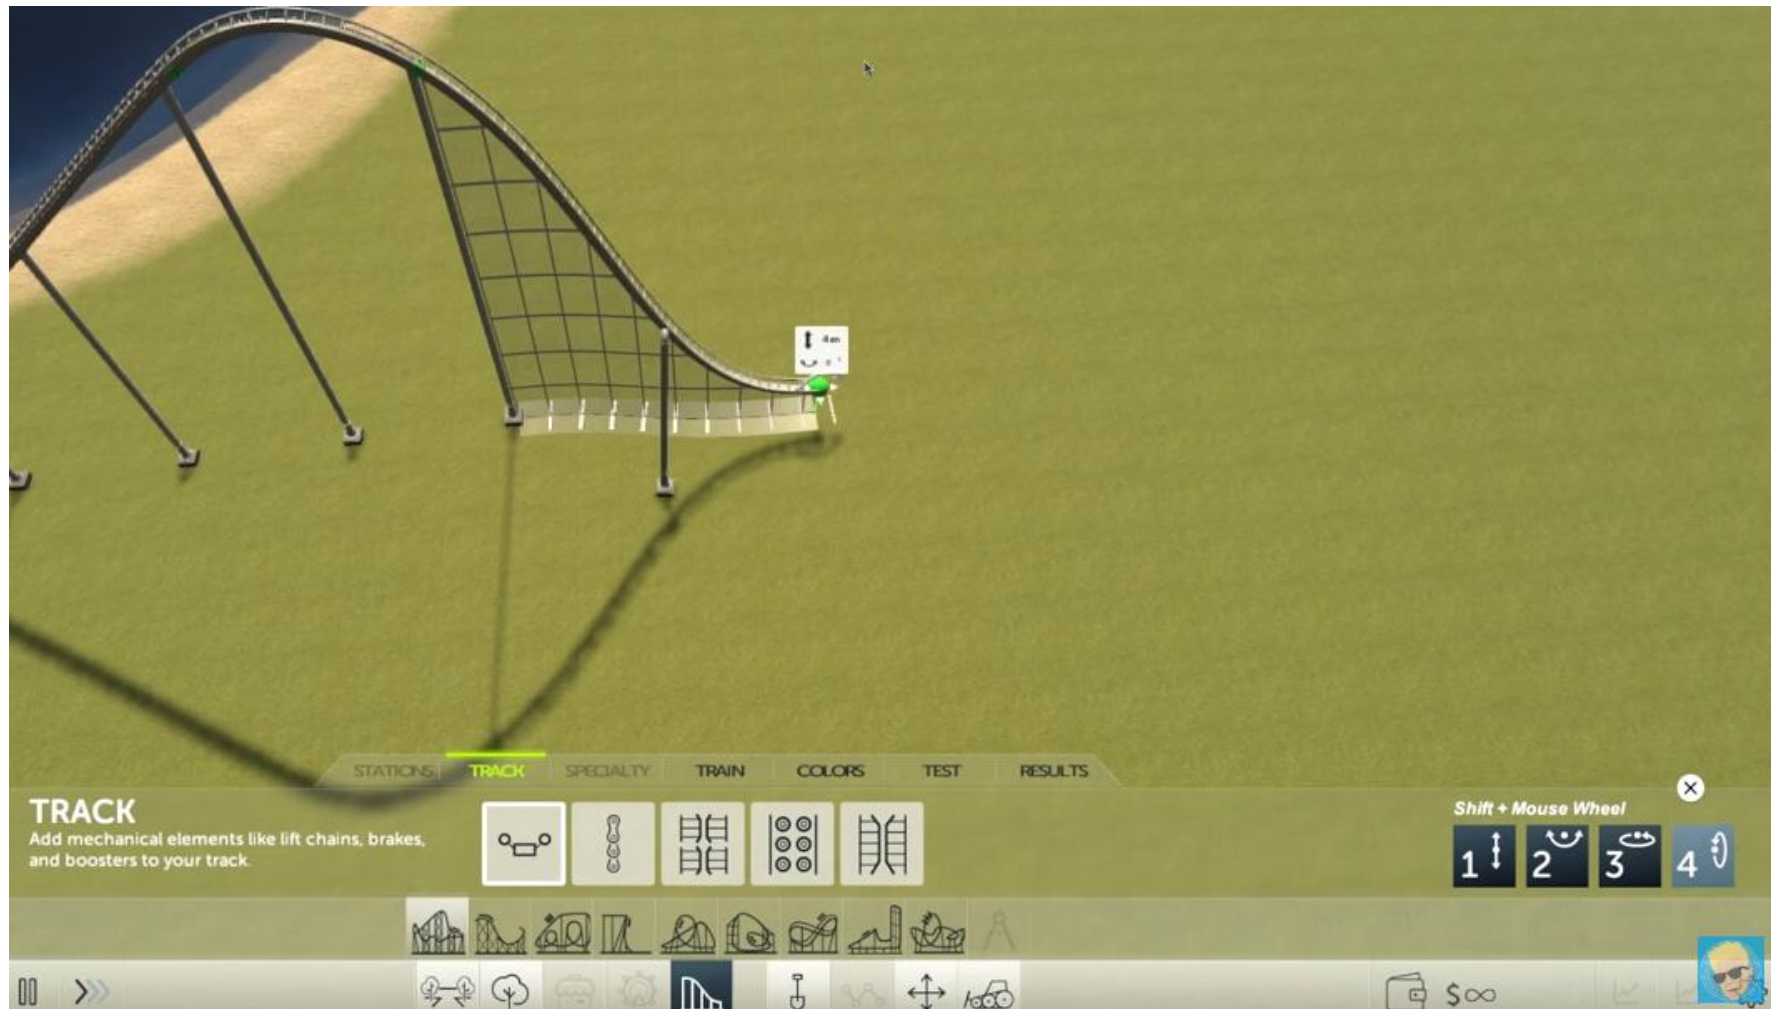 4m
STATIONS
TRACK
SPECIALTY
TRAIN
COLORS
TEST
RESULTS
TRACK
Add mechanical elements like lift chains, brakes,
and boosters to your track.
Shift + Mouse Wheel
1
2
3
4
$∞